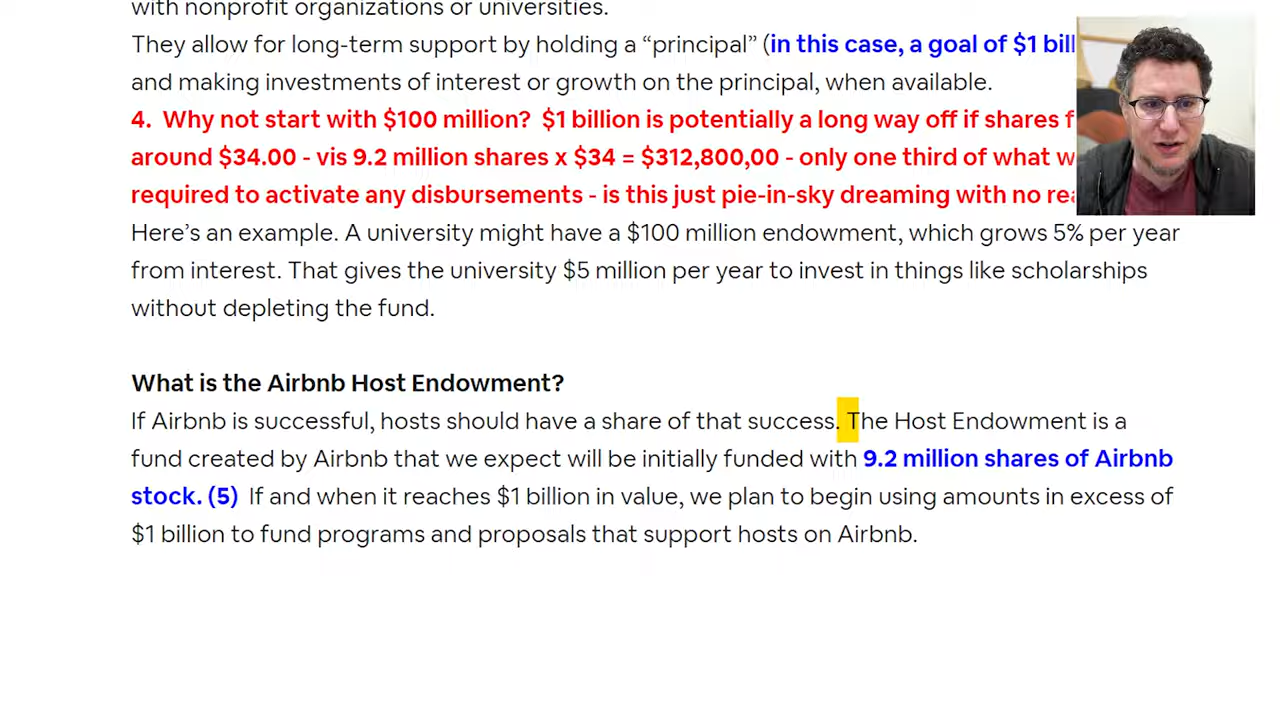 with nonprofit organizations or universities.
They allow for long-term support by holding a “principal” (in this case, a goal of $1 bill
and making investments of interest or growth on the principal, when available.
4.  Why not start with $100 million?  $1 billion is potentially a long way off if shares f
around $34.00 - vis 9.2 million shares x $34 = $312,800,00 - only one third of what w
required to activate any disbursements - is this just pie-in-sky dreaming with no rea
Here’s an example. A university might have a $100 million endowment, which grows 5% per year
from interest. That gives the university $5 million per year to invest in things like scholarships
without depleting the fund.
What is the Airbnb Host Endowment?
If Airbnb is successful, hosts should have a share of that success. The Host Endowment is a
fund created by Airbnb that we expect will be initially funded with 9.2 million shares of Airbnb
stock. (5)  If and when it reaches $1 billion in value, we plan to begin using amounts in excess of
$1 billion to fund programs and proposals that support hosts on Airbnb.